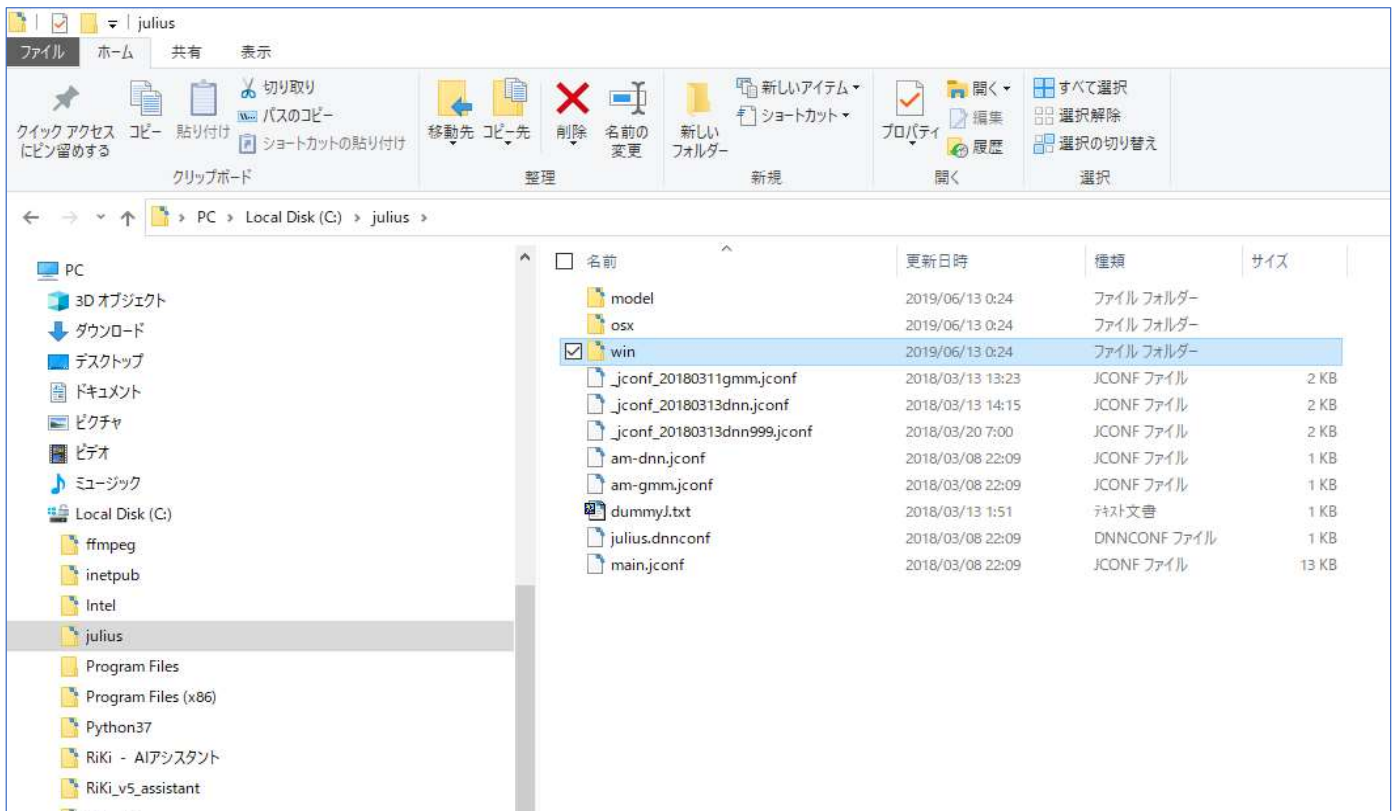 julius
ファイル ホーム 共有 表示
クイック アクセス
にピン留めする
コピー
貼り付け
切り取り
パスのコピー
ショートカットの貼り付け
移動先
コピー先
削除
名前の
変更
新しい
フォルダー
新しいアイテム
ショートカット
プロパティ
開く
編集
履歴
すべて選択
選択解除
選択の切り替え
クリップボード 整理 新規 開く 選択
PC > Local Disk (C:) > julius >
PC
3D オブジェクト
ダウンロード
デスクトップ
ドキュメント
ピクチャ
ビデオ
ミュージック
Local Disk (C:)
ffmpeg
inetpub
Intel
julius
Program Files
Program Files (x86)
Python37
RiKi - AIアシスタント
RiKi_v5_assistant
名前 更新日時 種類 サイズ
model 2019/06/13 0:24 ファイル フォルダー
osx 2019/06/13 0:24 ファイル フォルダー
win 2019/06/13 0:24 ファイル フォルダー
_jconf_20180311gmm.jconf 2018/03/13 13:23 JCONF ファイル 2 KB
_jconf_20180313dnn.jconf 2018/03/13 14:15 JCONF ファイル 2 KB
_jconf_20180313dnn999.jconf 2018/03/20 7:00 JCONF ファイル 2 KB
am-dnn.jconf 2018/03/08 22:09 JCONF ファイル 1 KB
am-gmm.jconf 2018/03/08 22:09 JCONF ファイル 1 KB
dummyJ.txt 2018/03/13 1:51 テキスト文書 1 KB
julius.dnnconf 2018/03/08 22:09 DNNCONF ファイル 1 KB
main.jconf 2018/03/08 22:09 JCONF ファイル 13 KB